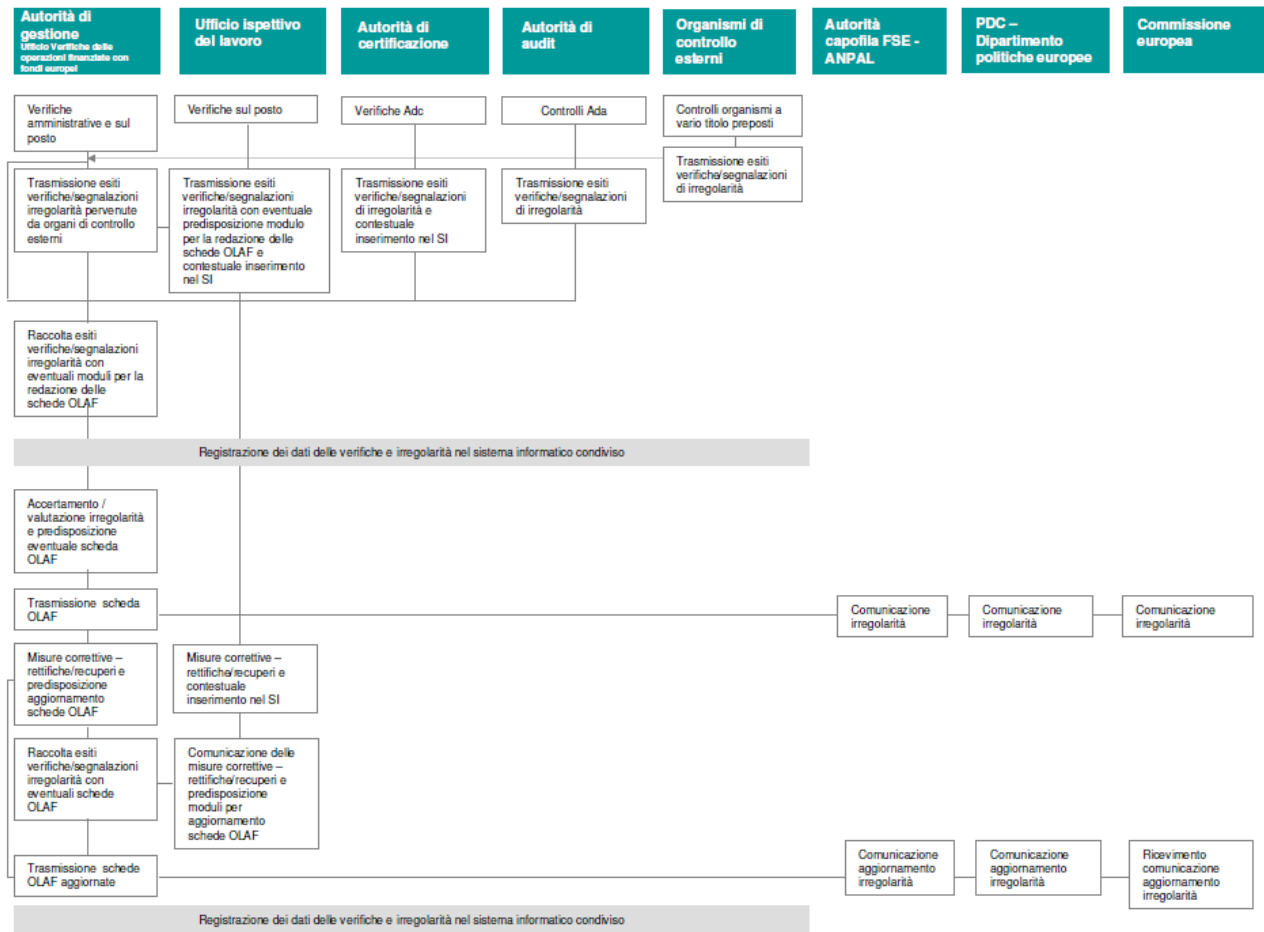 Autorità di
gestione
Ufficio Verifiche delle
operazioni finanziate con
fondi europei
Ufficio ispettivo
del lavoro
Autorità di
certificazione
Autorità di
audit
Organismi di
controllo
esterni
Autorità
capofila FSE -
ANPAL
PDC –
Dipartimento
politiche europee
Commissione
europea
Verifiche
amministrative e sul
posto
Verifiche sul posto
Verifiche Adc
Controlli Ada
Controlli organismi a
vario titolo preposti
Trasmissione esiti
verifiche/segnalazioni
di irregolarità
Trasmissione esiti
verifiche/segnalazioni
irregolarità pervenute
da organi di controllo
esterni
Trasmissione esiti
verifiche/segnalazioni
irregolarità con eventuale
predisposizione modulo
per la redazione delle
schede OLAF e
contestuale inserimento
nel SI
Trasmissione esiti
verifiche/segnalazioni
di irregolarità e
contestuale
inserimento nel SI
Trasmissione esiti
verifiche/segnalazioni
di irregolarità
Raccolta esiti
verifiche/segnalazioni
irregolarità con
eventuali moduli per la
redazione delle
schede OLAF
Registrazione dei dati delle verifiche e irregolarità nel sistema informatico condiviso
Accertamento /
valutazione irregolarità
e predisposizione
eventuale scheda
OLAF
Trasmissione scheda
OLAF
Comunicazione
irregolarità
Comunicazione
irregolarità
Comunicazione
irregolarità
Misure correttive –
rettifiche/recuperi e
predisposizione
aggiornamento
schede OLAF
Misure correttive –
rettifiche/recuperi e
contestuale
inserimento nel SI
Raccolta esiti
verifiche/segnalazioni
irregolarità con
eventuali schede
OLAF
Comunicazione delle
misure correttive –
rettifiche/recuperi e
predisposizione
moduli per
aggiornamento
schede OLAF
Trasmissione schede
OLAF aggiornate
Comunicazione
aggiornamento
irregolarità
Comunicazione
aggiornamento
irregolarità
Ricevimento
comunicazione
aggiornamento
irregolarità
Registrazione dei dati delle verifiche e irregolarità nel sistema informatico condiviso